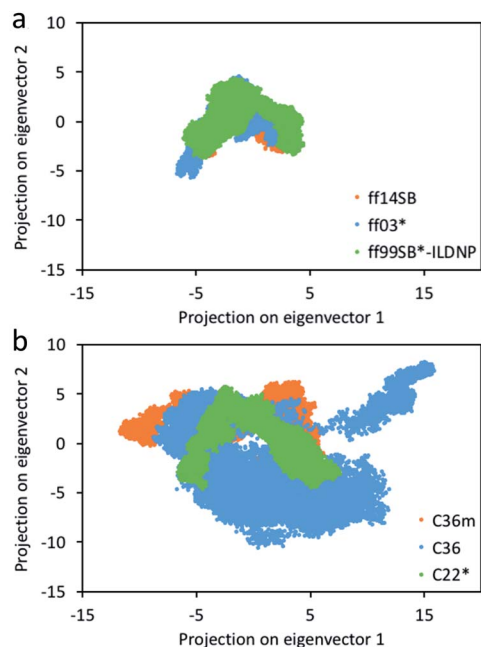 a
10
5
0
-5
-10
-15
Projection on eigenvector 2
ff14SB
ff03*
ff99SB*-ILDNP
-15
-5
5
15
Projection on eigenvector 1
b
10
5
0
-5
-10
-15
Projection on eigenvector 2
C36m
C36
C22*
-15
-5
5
15
Projection on eigenvector 1